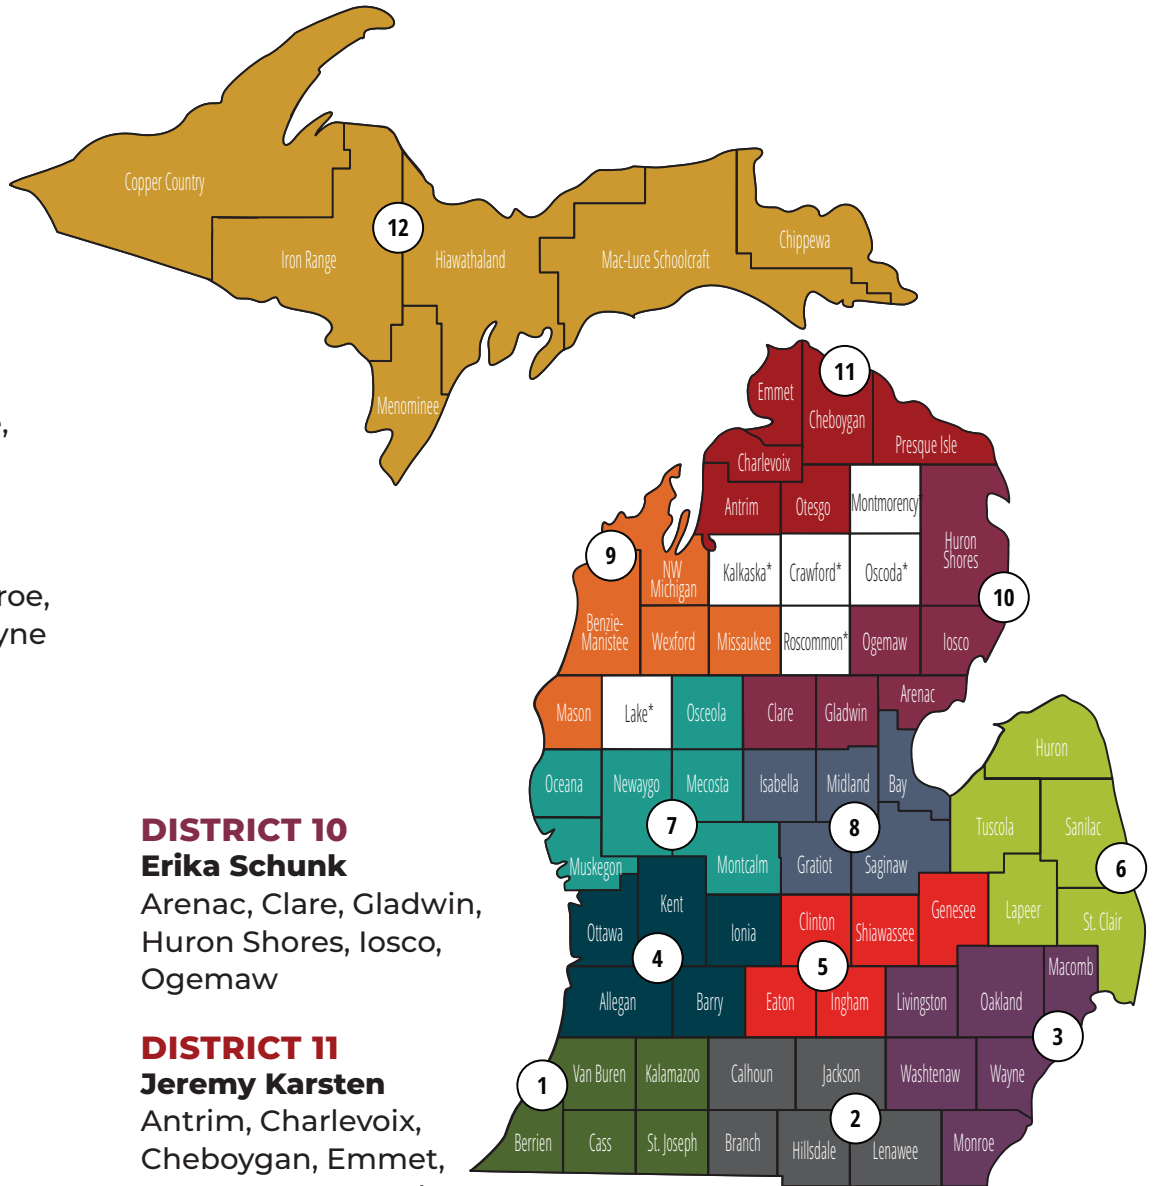 Copper Country
12
Iron Range
Hiawathaland
Mac-Luce Schoolcraft
Chippewa
Menominee
11
Emmet
Cheboygan
Presque Isle
Charlevoix
Antrim
Otesgo
Montmorency
Huron
Shores
9
NW
Michigan
Kalkaska*
Crawford*
Oscoda*
10
Benzie-
Manistee
Wexford
Missaukee
Roscommon*
Ogemaw
Iosco
Mason
Lake*
Osceola
Clare
Gladwin
Arenac
Huron
Oceana
Newaygo
Mecosta
Isabella
Midland
Bay
7
8
Tuscola
Sanilac
Muskegon
Montcalm
Gratiot
Saginaw
6
Kent
Ottawa
Ionia
Clinton
Shiawassee
Genesee
Lapeer
St. Clair
4
5
Macomb
Allegan
Barry
Eaton
Ingham
Livingston
Oakland
3
1
Van Buren
Kalamazoo
Calhoun
Jackson
Washtenaw
Wayne
2
Berrien
Cass
St. Joseph
Branch
Hillsdale
Lenawee
Monroe
roe,
yne
DISTRICT 10
Erika Schunk
Arenac, Clare, Gladwin,
Huron Shores, Iosco,
Ogemaw
DISTRICT 11
Jeremy Karsten
Antrim, Charlevoix,
Cheboygan, Emmet,